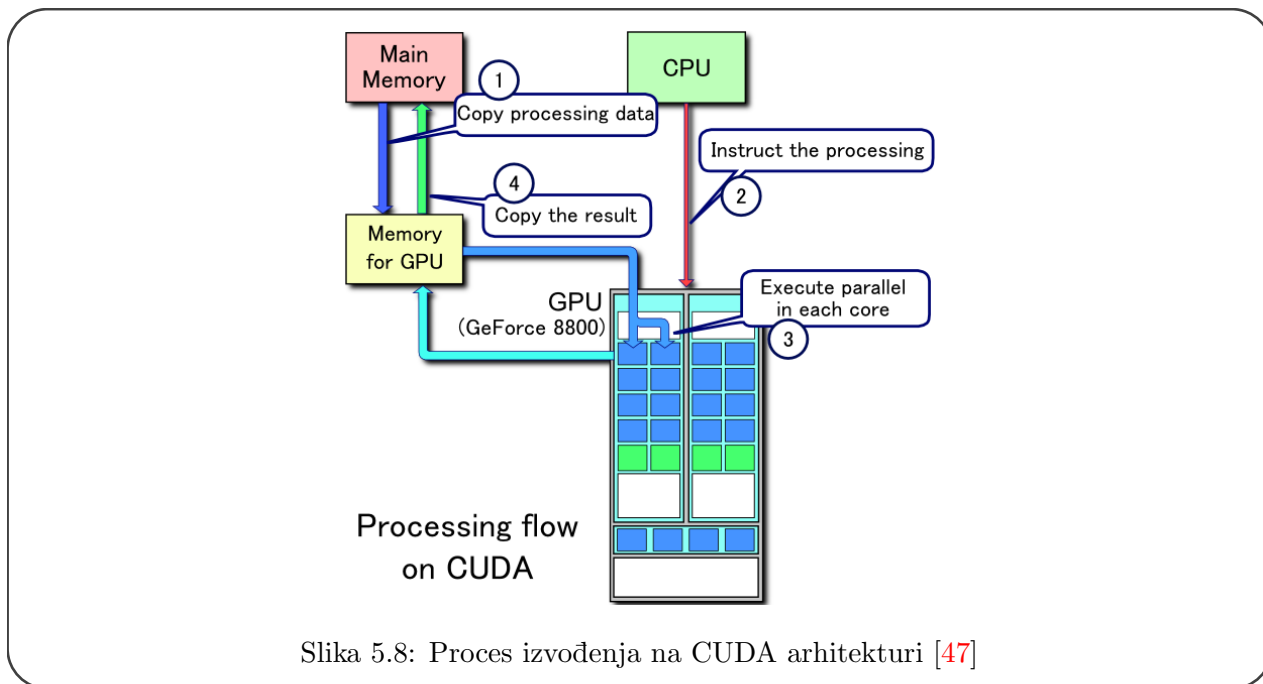 Main
Memory
CPU
1
Copy processing data
Instruct the processing
2
4
Copy the result
Memory
for GPU
GPU
(GeForce 8800)
Execute parallel
in each core
3
Processing flow
on CUDA
Slika 5.8: Proces izvođenja na CUDA arhitekturi [47]